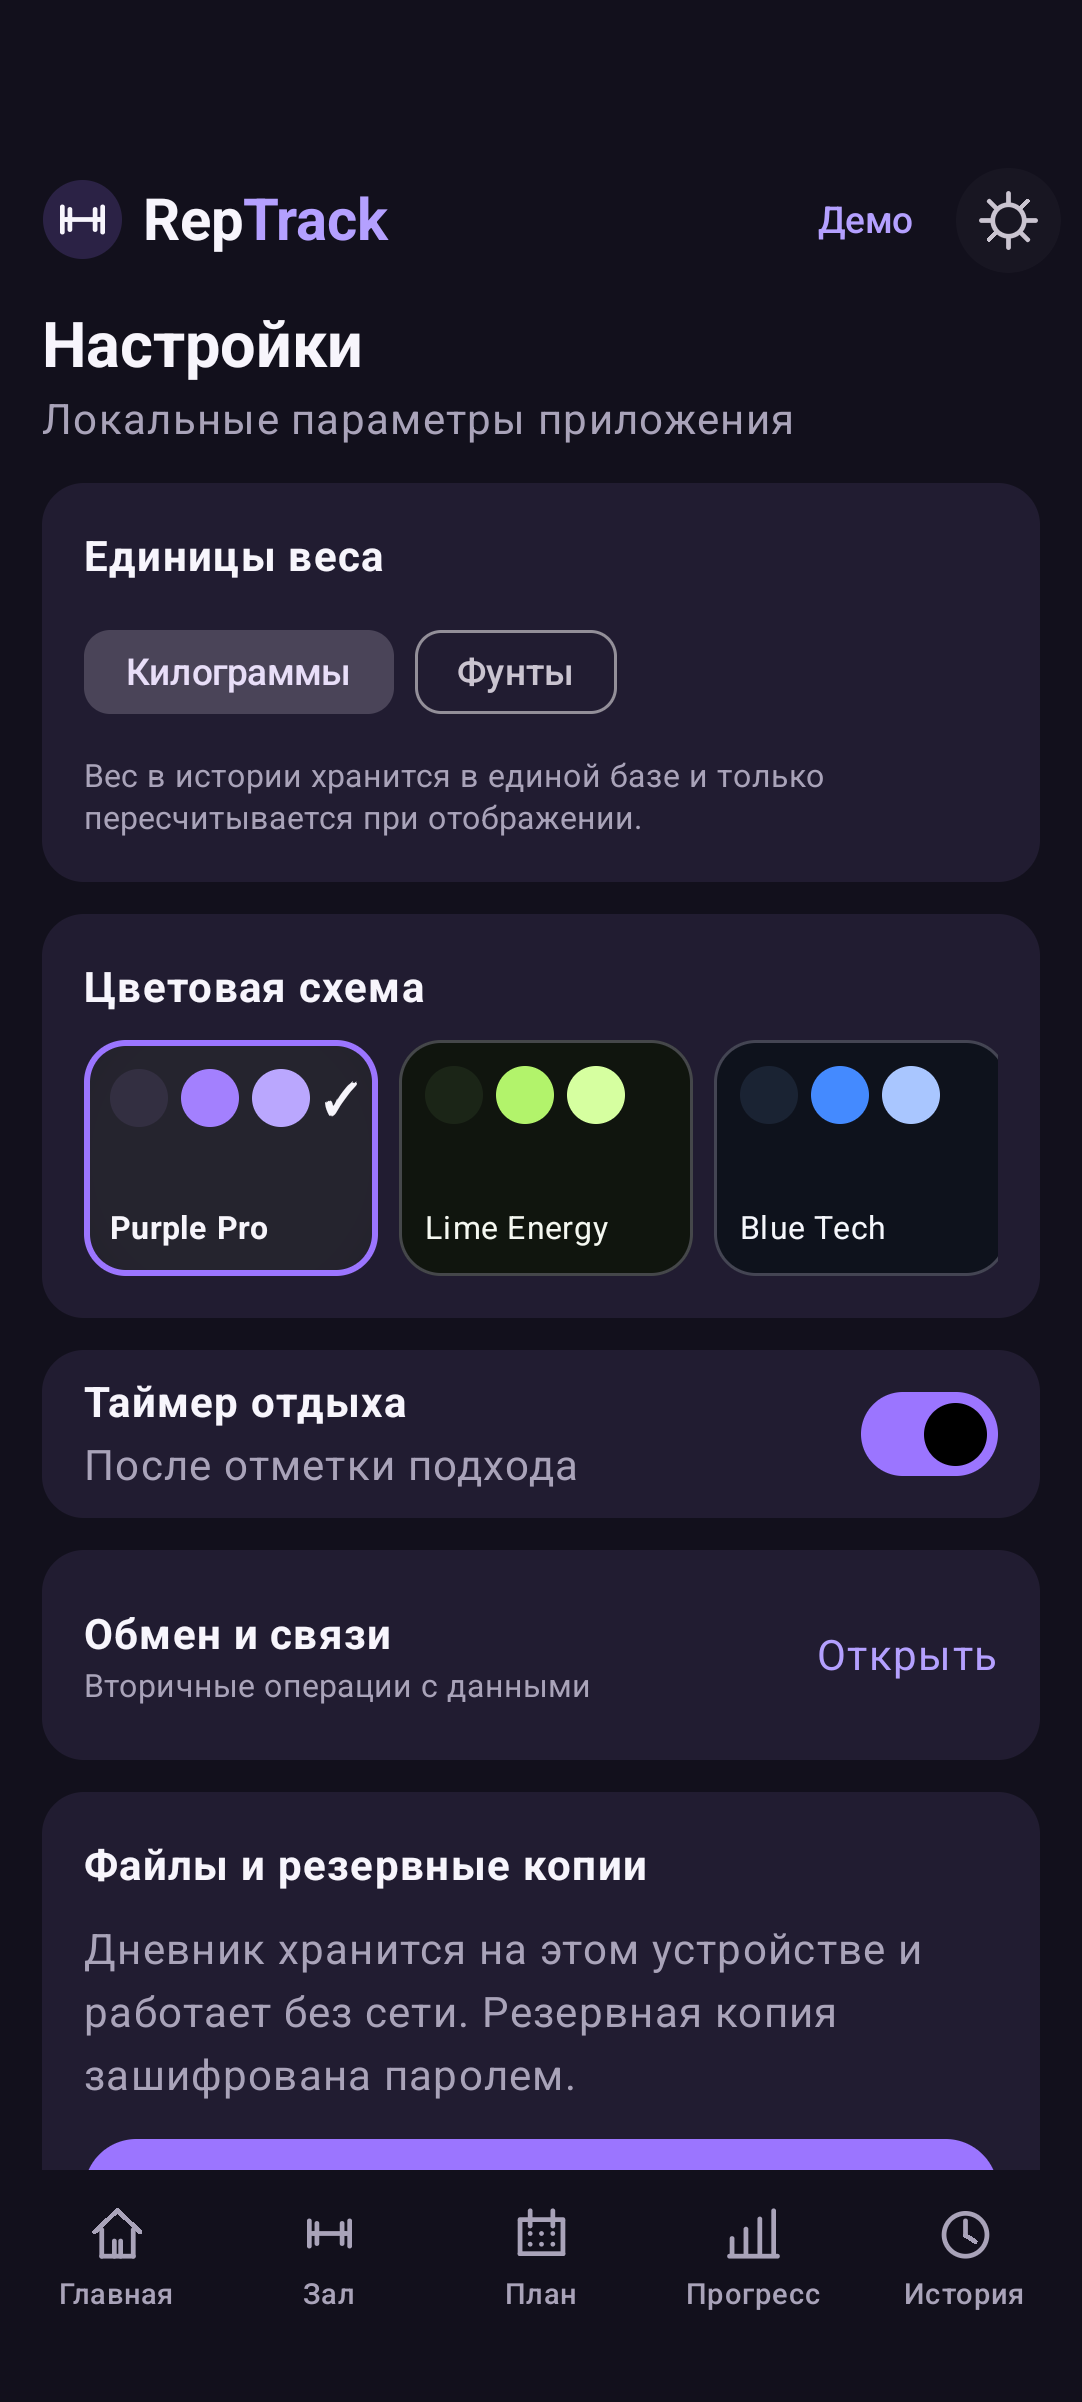 RepTrack
Демо
Настройки
Локальные параметры приложения
Единицы веса
Килограммы
Фунты
Вес в истории хранится в единой базе и только
пересчитывается при отображении.
Цветовая схема
Purple Pro
Lime Energy
Blue Tech
Таймер отдыха
После отметки подхода
Обмен и связи
Вторичные операции с данными
Открыть
Файлы и резервные копии
Дневник хранится на этом устройстве и
работает без сети. Резервная копия
зашифрована паролем.
Главная
Зал
План
Прогресс
История